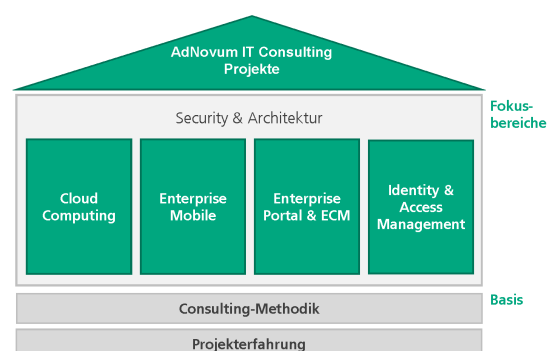 AdNovum IT Consulting
Projekte
Fokus-
bereiche
Security & Architektur
Cloud
Computing
Enterprise
Mobile
Enterprise
Portal & ECM
Identity &
Access
Management
Basis
Consulting-Methodik
Projekterfahrung